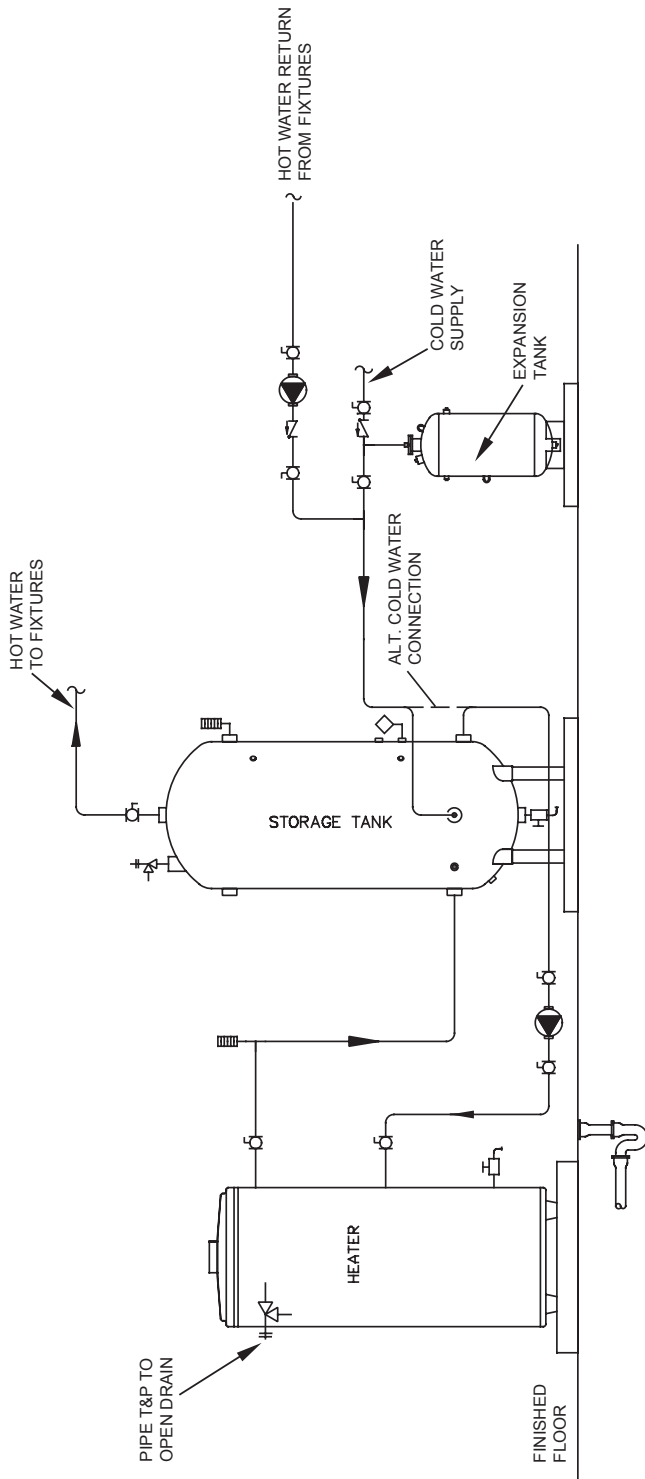 HOT WATER
TO FIXTURES
HOT WATER RETURN
FROM FIXTURES
PIPE T&P TO
OPEN DRAIN
STORAGE TANK
COLD WATER
SUPPLY
HEATER
ALT. COLD WATER
CONNECTION
EXPANSION
TANK
FINISHED
FLOOR